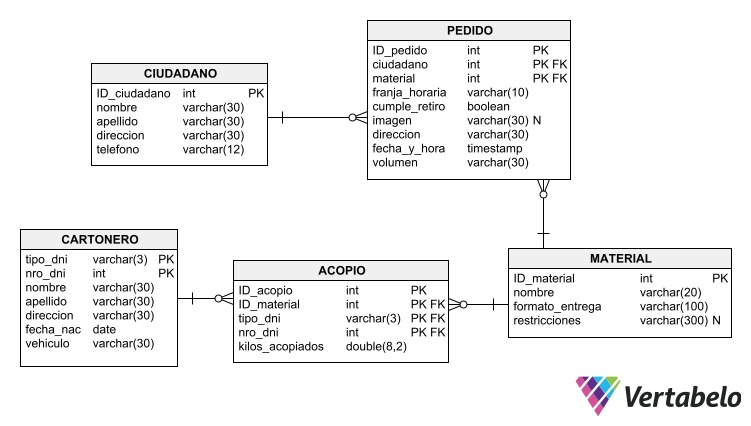 PEDIDO
ID_pedido int PK
ciudadano int PK FK
material int PK FK
franja_horaria varchar(10)
cumple_retiro boolean
imagen varchar(30) N
direccion varchar(30)
fecha_y_hora timestamp
volumen varchar(30)
CIUDADANO
ID_ciudadano int PK
nombre varchar(30)
apellido varchar(30)
direccion varchar(30)
telefono varchar(12)
CARTONERO
tipo_dni varchar(3) PK
nro_dni int PK
nombre varchar(30)
apellido varchar(30)
direccion varchar(30)
fecha_nac date
vehiculo varchar(30)
ACOPIO
ID_acopio int PK
ID_material int PK FK
tipo_dni varchar(3) PK FK
nro_dni int PK FK
kilos_acopiados double(8,2)
MATERIAL
ID_material int PK
nombre varchar(20)
formato_entrega varchar(100)
restricciones varchar(300) N
Vertabelo